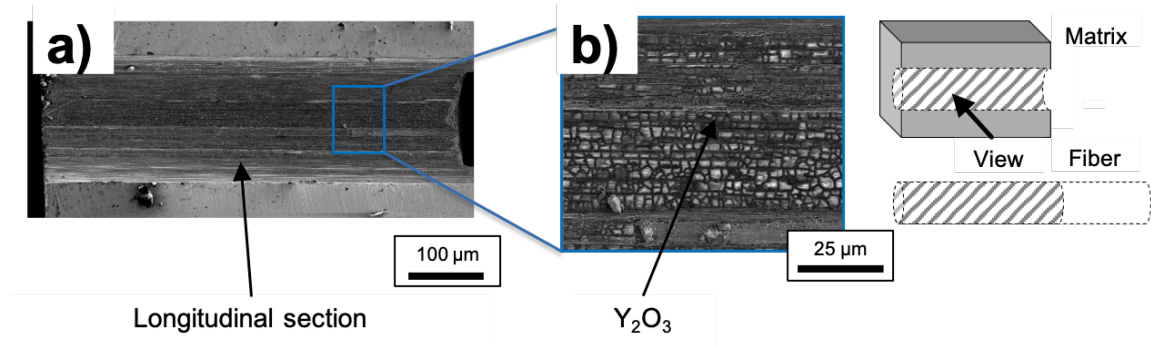 a)
b)
Matrix
View
Fiber
100 µm
25 µm
Longitudinal section
Y₂O₃